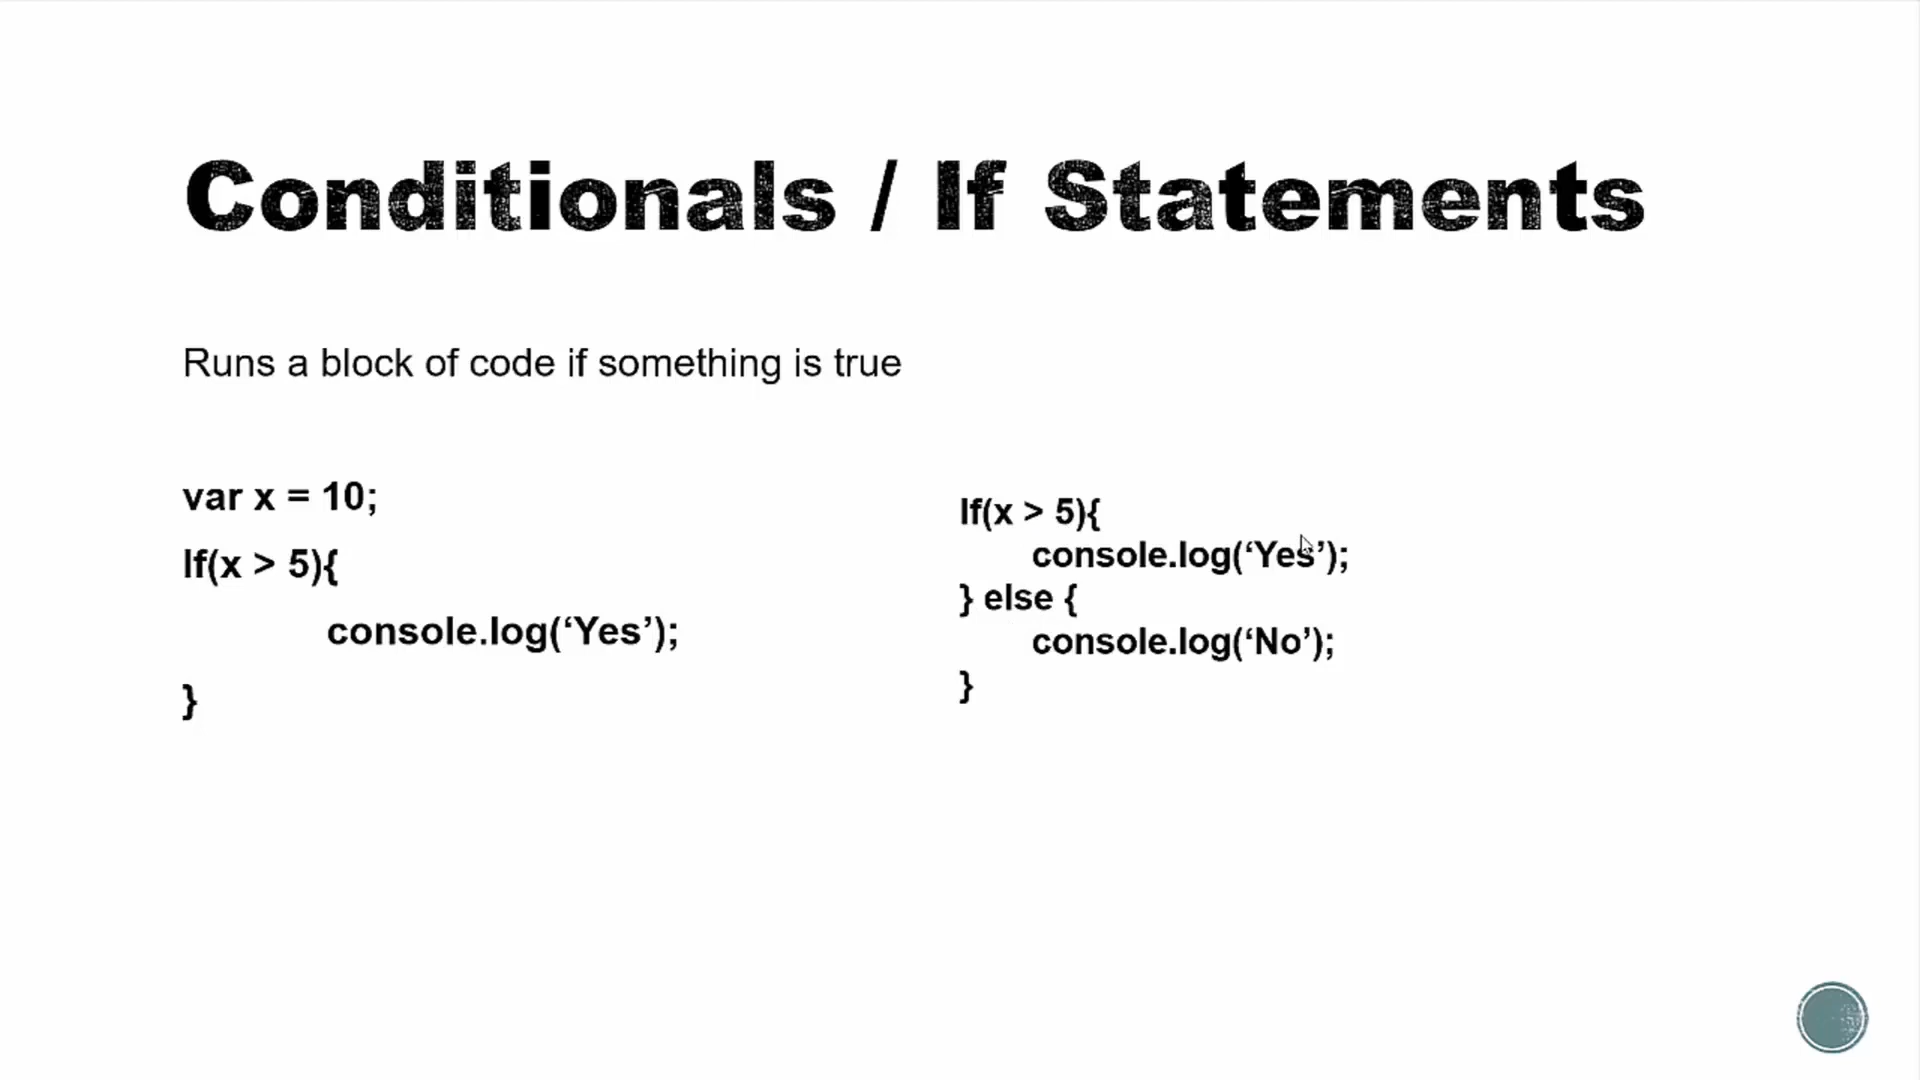 Conditionals / If Statements
Runs a block of code if something is true
var x = 10;
If(x > 5){
console.log(‘Yes’);
}
If(x > 5){
console.log(‘Yes’);
} else {
console.log(‘No’);
}